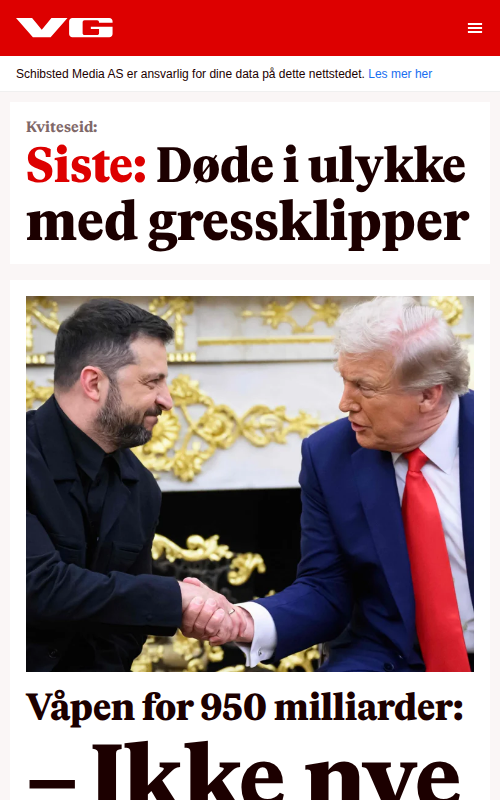 VG
Schibsted Media AS er ansvarlig for dine data på dette nettstedet. Les mer her
Kviteseid:
Siste: Døde i ulykke
med gressklipper
Våpen for 950 milliarder:
– Ikke nye